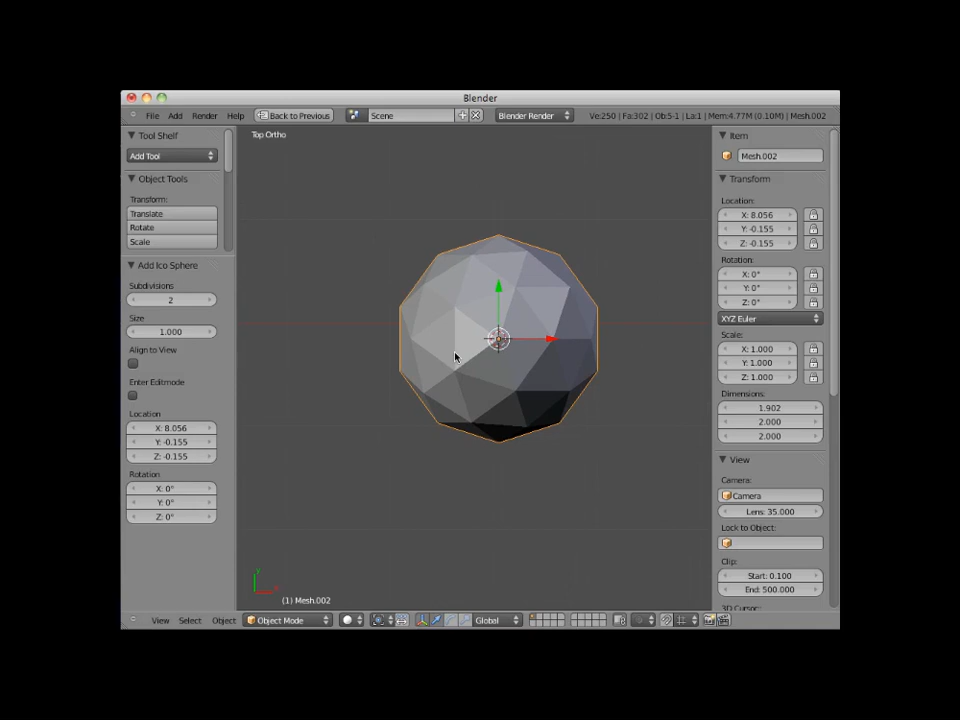 Blender
File Add Render Help Back to Previous Scene Blender Render Ve:250 | Fa:302 | Ob:5-1 | La:1 | Mem:4.77M (0.10M) | Mesh.002
Tool Shelf
Add Tool
Object Tools
Transform:
Translate
Rotate
Scale
Add Ico Sphere
Subdivisions
2
Size
1.000
Align to View
Enter Editmode
Location
X: 8.056
Y: -0.155
Z: -0.155
Rotation
X: 0°
Y: 0°
Z: 0°
Top Ortho
y
x
(1) Mesh.002
Item
Mesh.002
Transform
Location:
X: 8.056
Y: -0.155
Z: -0.155
Rotation:
X: 0°
Y: 0°
Z: 0°
XYZ Euler
Scale:
X: 1.000
Y: 1.000
Z: 1.000
Dimensions:
1.902
2.000
2.000
View
Camera:
Camera
Lens: 35.000
Lock to Object:
Clip:
Start: 0.100
End: 500.000
3D Cursor:
View Select Object Object Mode Global